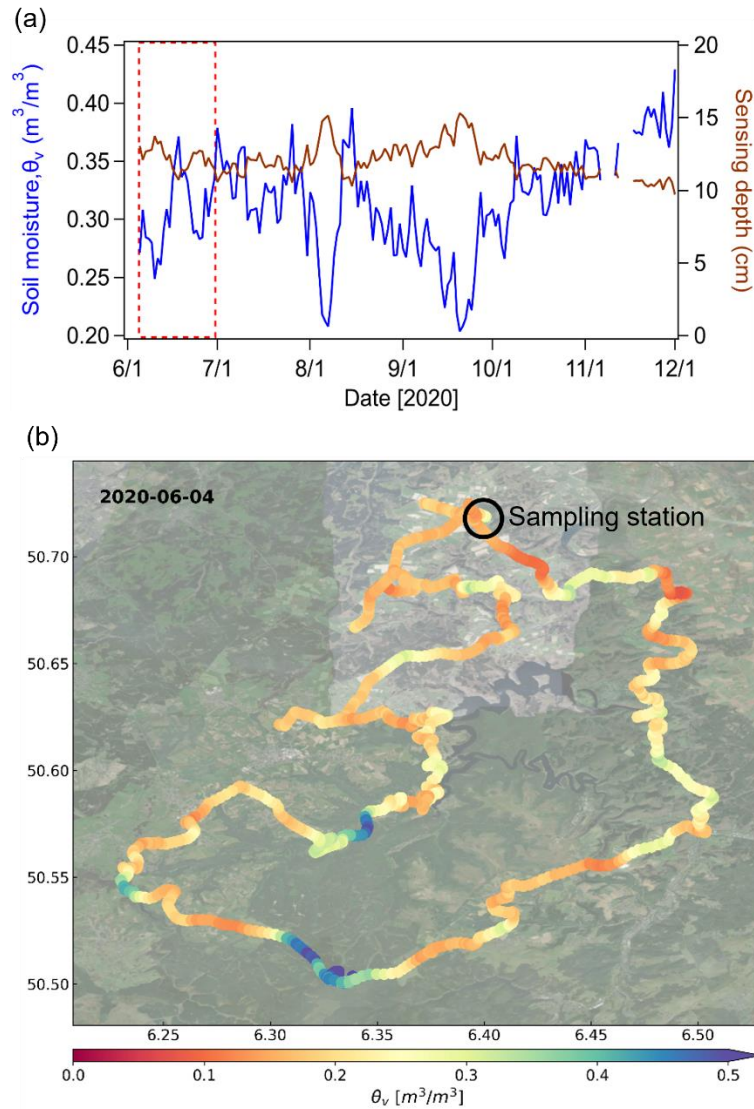 (a)
0.45
0.40
0.35
0.30
0.25
0.20
Soil moisture,θv (m³/m³)
20
15
10
5
0
Sensing depth (cm)
6/1 7/1 8/1 9/1 10/1 11/1 12/1
Date [2020]
(b)
2020-06-04
Sampling station
50.70
50.65
50.60
50.55
50.50
6.25 6.30 6.35 6.40 6.45 6.50
0.0 0.1 0.2 0.3 0.4 0.5
θv [m³/m³]